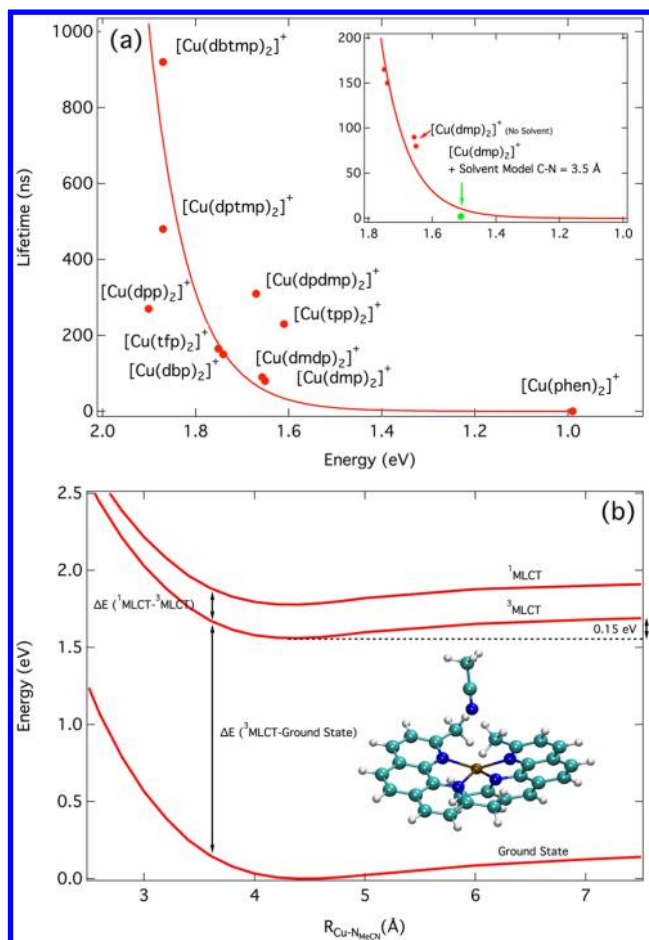 (a)
1000
800
600
400
200
0
Lifetime (ns)
2.0
1.8
1.6
1.4
1.2
1.0
Energy (eV)
[Cu(dbtmp)₂]⁺
[Cu(dptmp)₂]⁺
[Cu(dpp)₂]⁺
[Cu(dpdmp)₂]⁺
[Cu(tpp)₂]⁺
[Cu(tfp)₂]⁺
[Cu(dbp)₂]⁺
[Cu(dmdp)₂]⁺
[Cu(dmp)₂]⁺
[Cu(phen)₂]⁺
200
150
100
50
0
1.8
1.6
1.4
1.2
1.0
[Cu(dmp)₂]⁺ (No Solvent)
[Cu(dmp)₂]⁺
+ Solvent Model C-N = 3.5 Å
(b)
2.5
2.0
1.5
1.0
0.5
0.0
Energy (eV)
¹MLCT
³MLCT
ΔE (¹MLCT-³MLCT)
0.15 eV
ΔE (³MLCT-Ground State)
Ground State
3
4
5
6
7
R_Cu-N_MeCN(Å)